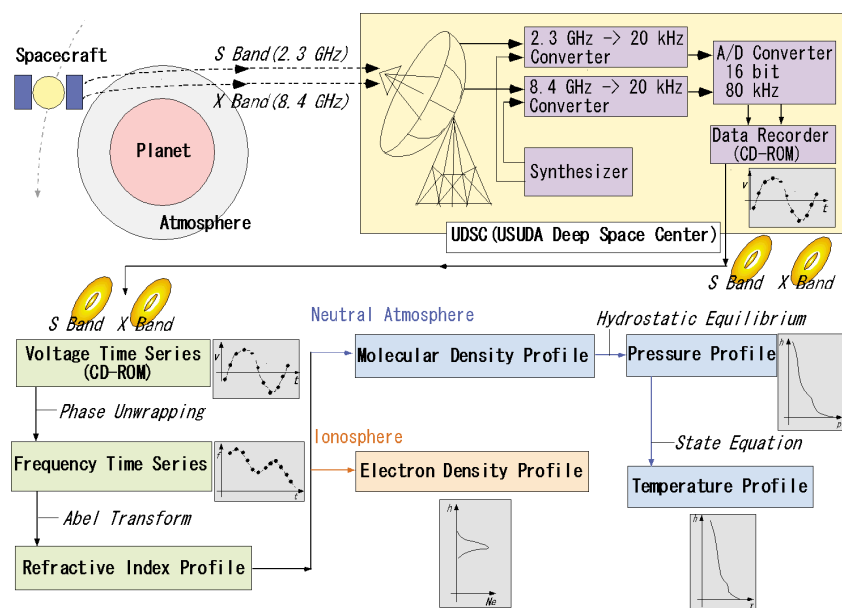 Spacecraft
S Band(2.3 GHz)
X Band(8.4 GHz)
Planet
Atmosphere
2.3 GHz -> 20 kHz
Converter
8.4 GHz -> 20 kHz
Converter
Synthesizer
A/D Converter
16 bit
80 kHz
Data Recorder
(CD-ROM)
v
t
UDSC(USUDA Deep Space Center)
S Band
X Band
S Band
X Band
Voltage Time Series
(CD-ROM)
v
t
Phase Unwrapping
Frequency Time Series
f
t
Abel Transform
Refractive Index Profile
Neutral Atmosphere
Molecular Density Profile
Hydrostatic Equilibrium
Pressure Profile
h
p
State Equation
Temperature Profile
h
Ionosphere
Electron Density Profile
h
Ne